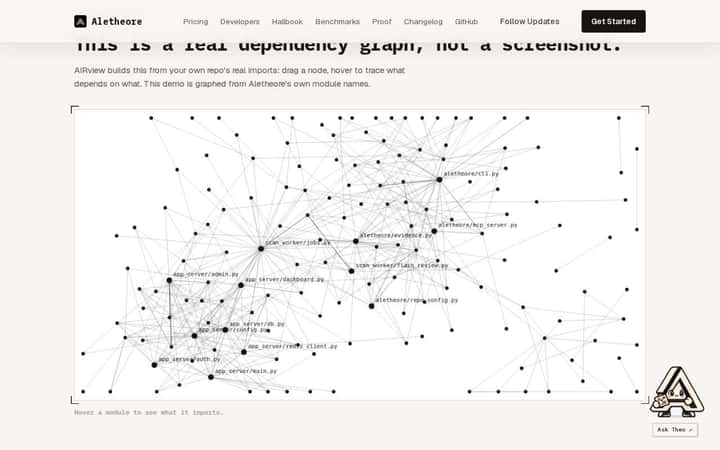 Aletheore
Pricing Developers Hallbook Benchmarks Proof Changelog GitHub Follow Updates Get Started
This is a real dependency graph, not a screenshot.
AIRview builds this from your own repo's real imports: drag a node, hover to trace what
depends on what. This demo is graphed from Aletheore's own module names.
aletheore/cli.py
aletheore/mcp_server.py
aletheore/evidence.py
scan_worker/jobs.py
scan_worker/flash_review.py
app_server/admin.py
app_server/dashboard.py
aletheore/repo_config.py
app_server/db.py
app_server/config.py
app_server/redis_client.py
app_server/auth.py
app_server/main.py
Hover a module to see what it imports.
Ask Theo ↗